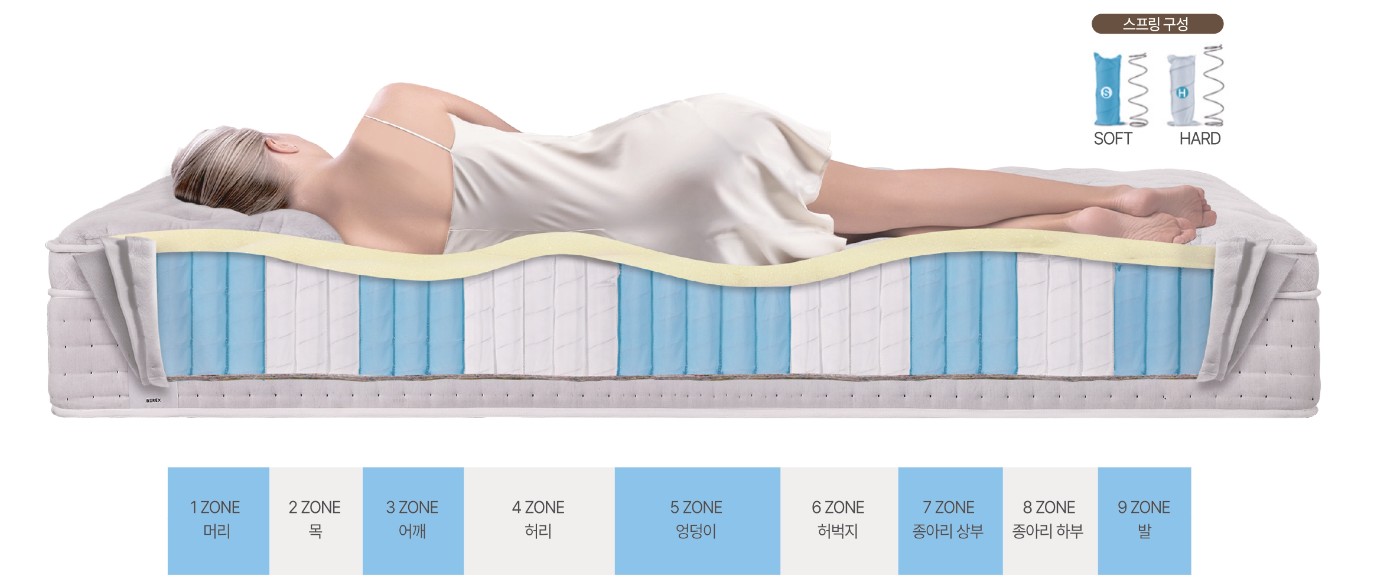 스프링 구성
S
H
SOFT
HARD
1 ZONE
머리
2 ZONE
목
3 ZONE
어깨
4 ZONE
허리
5 ZONE
엉덩이
6 ZONE
허벅지
7 ZONE
종아리 상부
8 ZONE
종아리 하부
9 ZONE
발